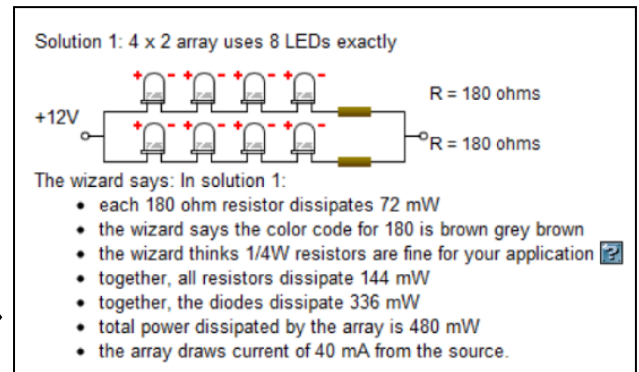 Solution 1: 4 x 2 array uses 8 LEDs exactly
+ - + - + - + -
R = 180 ohms
+12V
+ - + - + - + -
R = 180 ohms
The wizard says: In solution 1:
• each 180 ohm resistor dissipates 72 mW
• the wizard says the color code for 180 is brown grey brown
• the wizard thinks 1/4W resistors are fine for your application ?
• together, all resistors dissipate 144 mW
• together, the diodes dissipate 336 mW
• total power dissipated by the array is 480 mW
• the array draws current of 40 mA from the source.